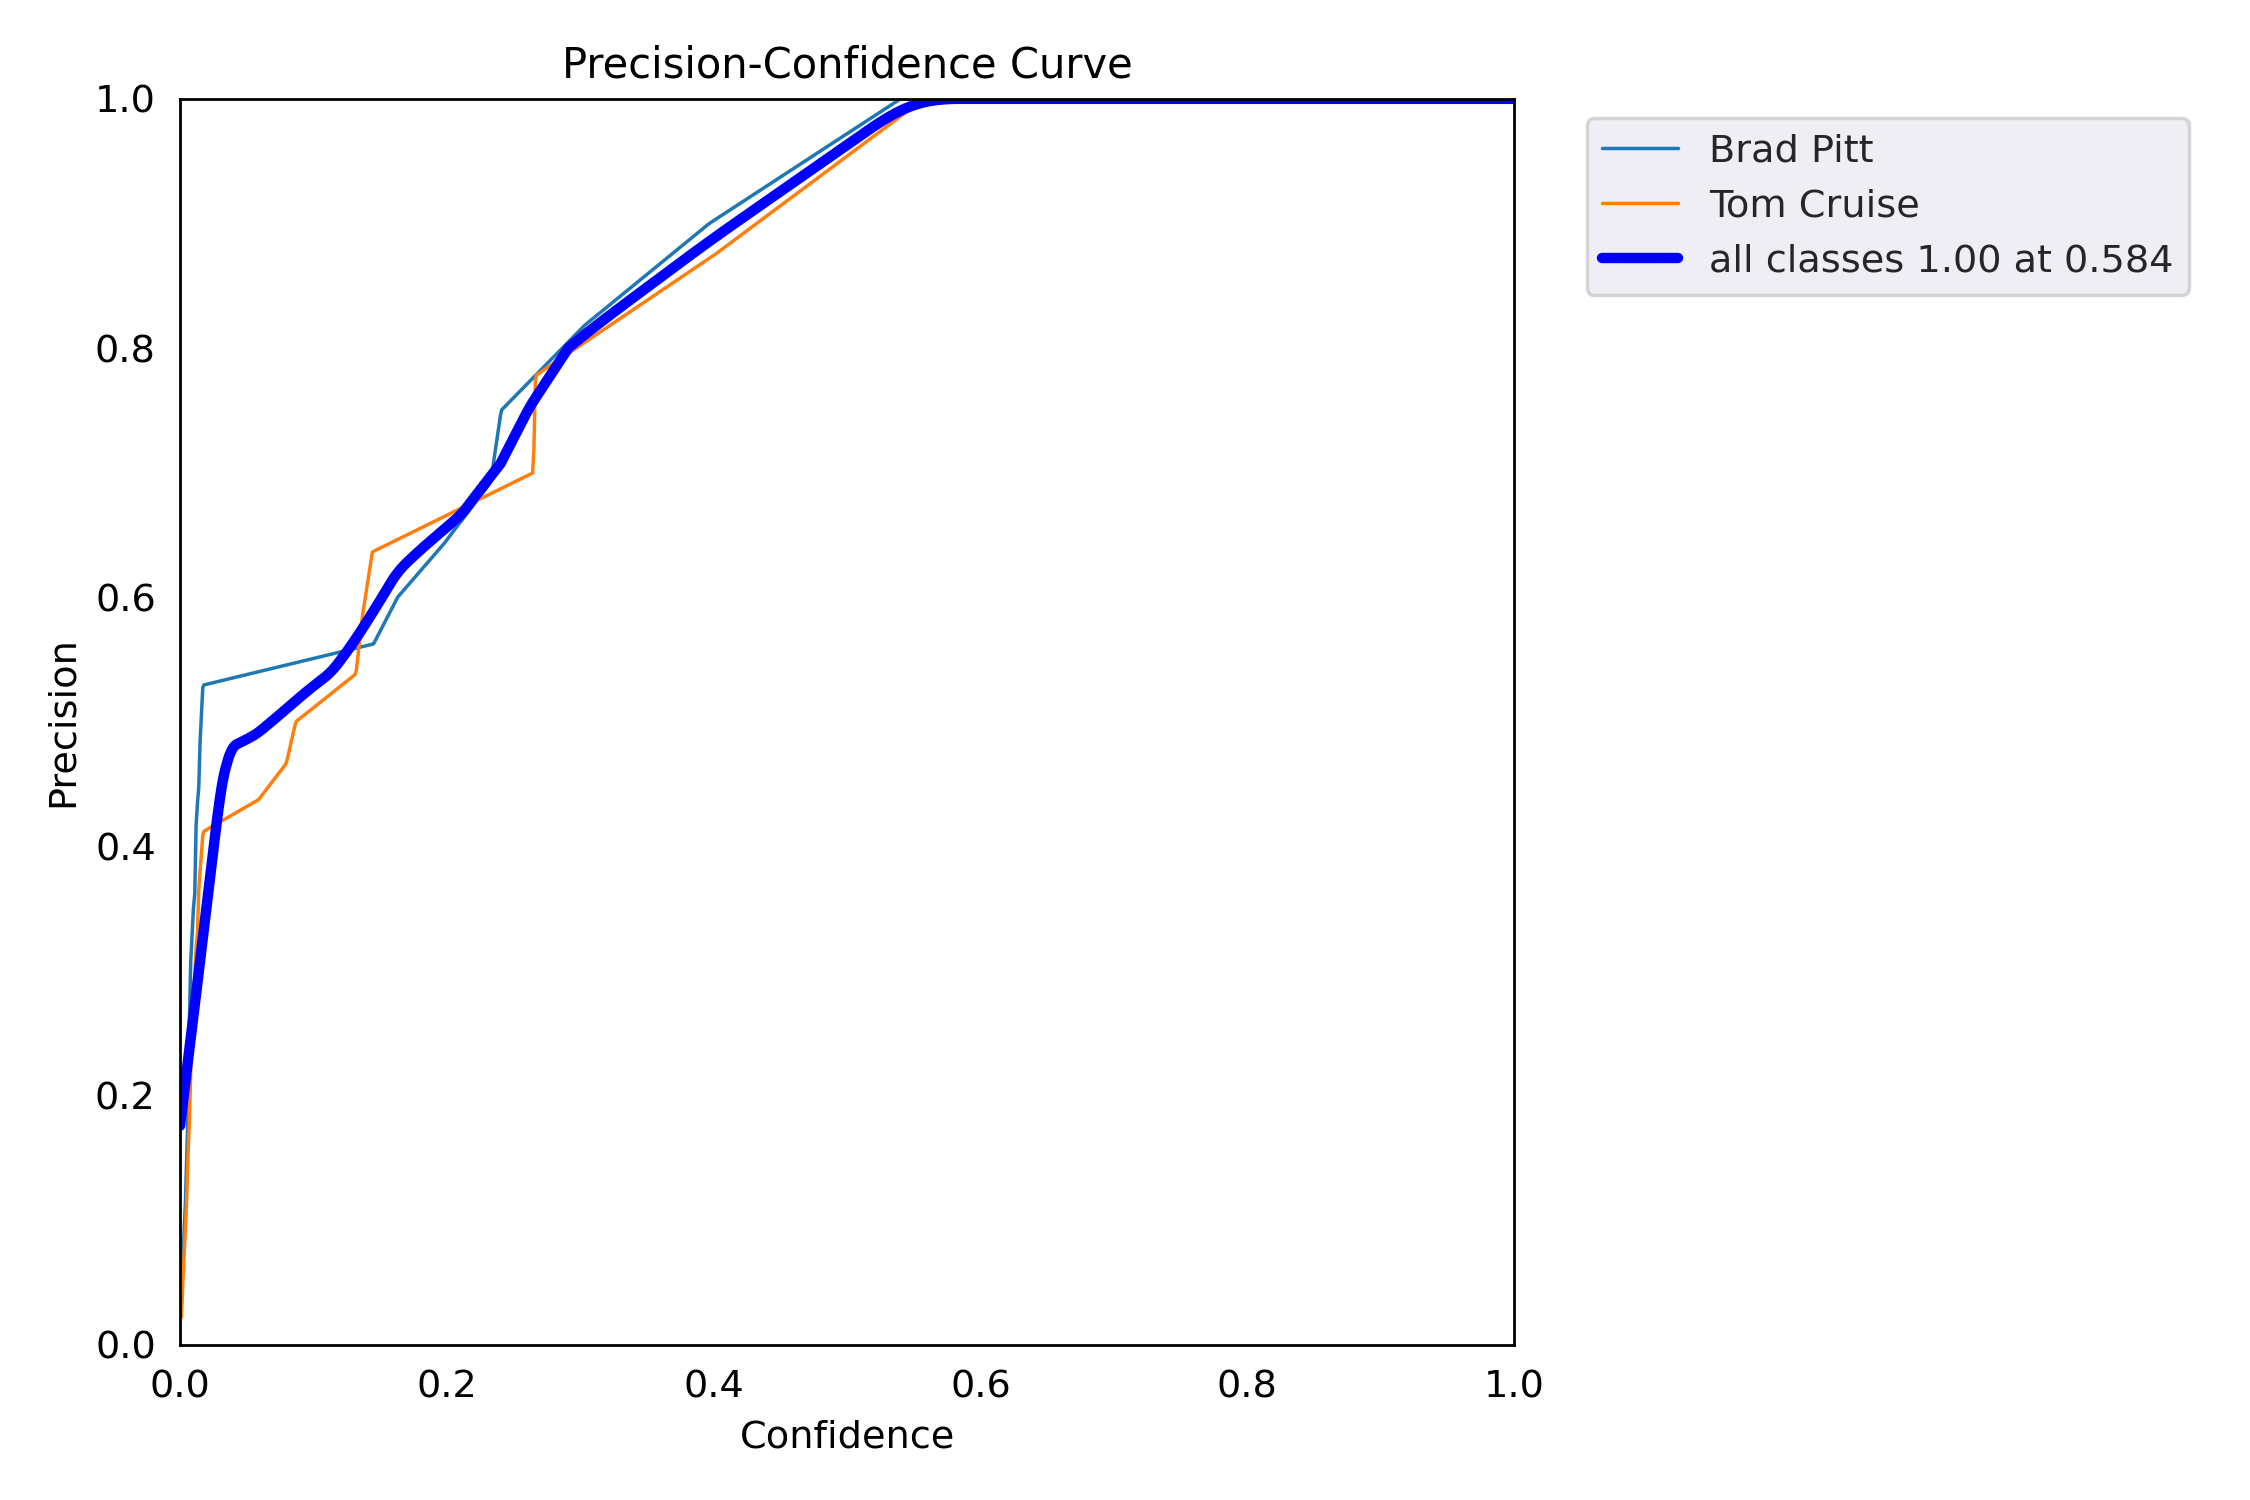 Precision-Confidence Curve
1.0
0.8
0.6
0.4
0.2
0.0
Precision
0.0 0.2 0.4 0.6 0.8 1.0
Confidence
Brad Pitt
Tom Cruise
all classes 1.00 at 0.584